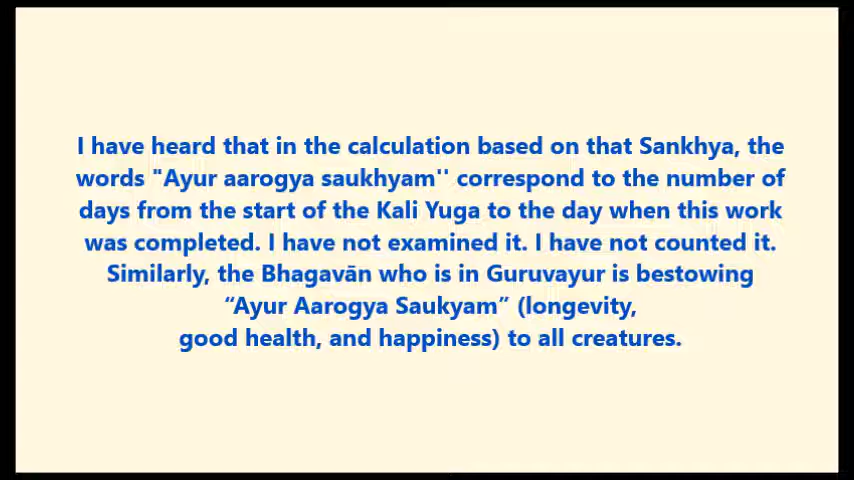 I have heard that in the calculation based on that Sankhya, the
words "Ayur aarogya saukhyam'' correspond to the number of
days from the start of the Kali Yuga to the day when this work
was completed. I have not examined it. I have not counted it.
Similarly, the Bhagavān who is in Guruvayur is bestowing
“Ayur Aarogya Saukyam” (longevity,
good health, and happiness) to all creatures.